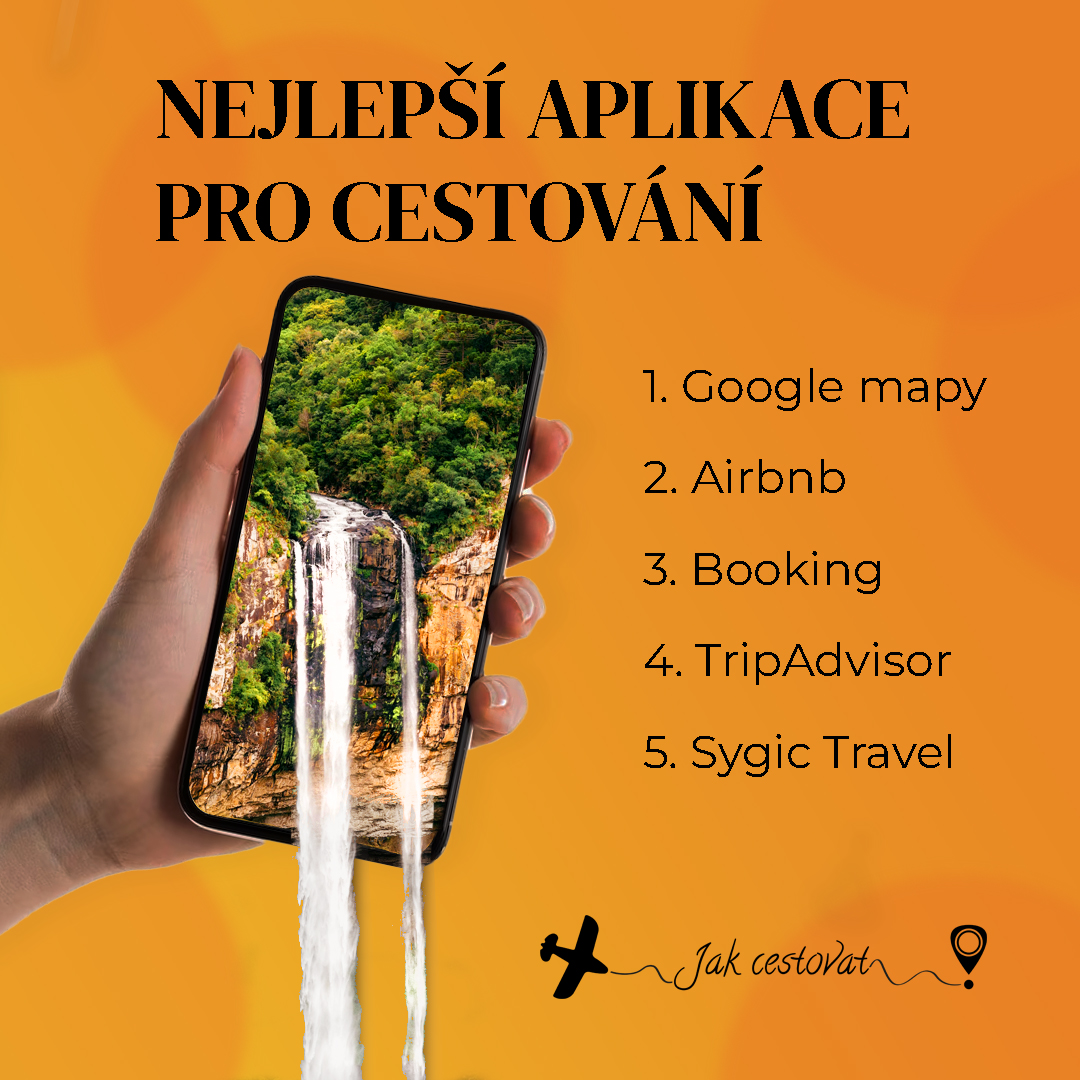 NEJLEPŠÍ APLIKACE
PRO CESTOVÁNÍ
1. Google mapy
2. Airbnb
3. Booking
4. TripAdvisor
5. Sygic Travel
Jak cestovat